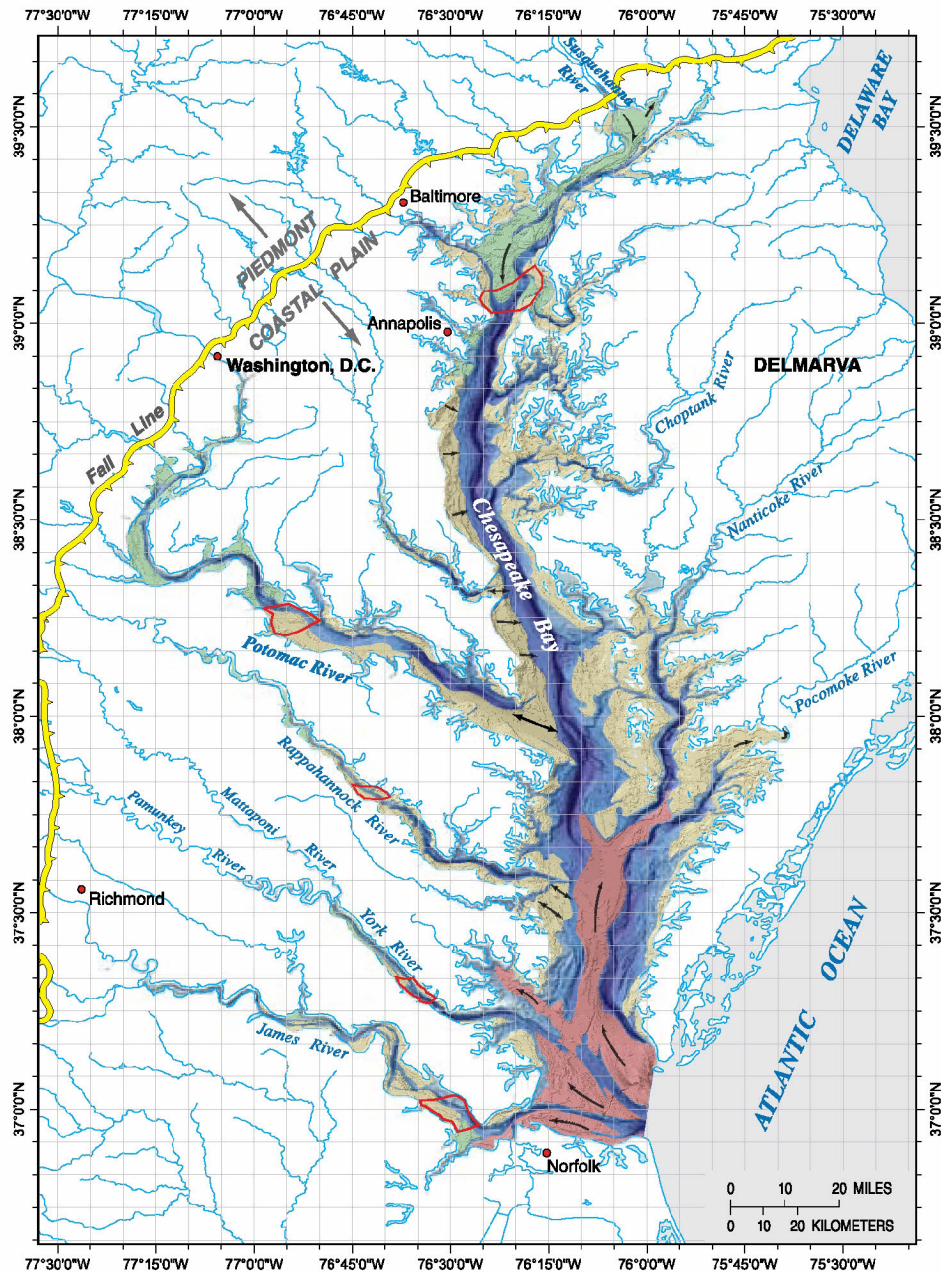 77°30'0"W 77°15'0"W 77°0'0"W 76°45'0"W 76°30'0"W 76°15'0"W 76°0'0"W 75°45'0"W 75°30'0"W
Susquehanna
River
DELAWARE
BAY
39°30'0"N
39°30'0"N
Baltimore
PIEDMONT
COASTAL PLAIN
39°0'0"N
Annapolis
39°0'0"N
Washington, D.C.
DELMARVA
Choptank River
Fall Line
Nanticoke River
38°30'0"N
Chesapeake
Bay
38°30'0"N
Potomac River
Pocomoke River
38°0'0"N
38°0'0"N
Rappahannock River
Mattaponi
River
Pamunkey
River
Richmond
37°30'0"N
York River
37°30'0"N
ATLANTIC OCEAN
James River
37°0'0"N
37°0'0"N
Norfolk
0 10 20 MILES
0 10 20 KILOMETERS
77°30'0"W 77°15'0"W 77°0'0"W 76°45'0"W 76°30'0"W 76°15'0"W 76°0'0"W 75°45'0"W 75°30'0"W